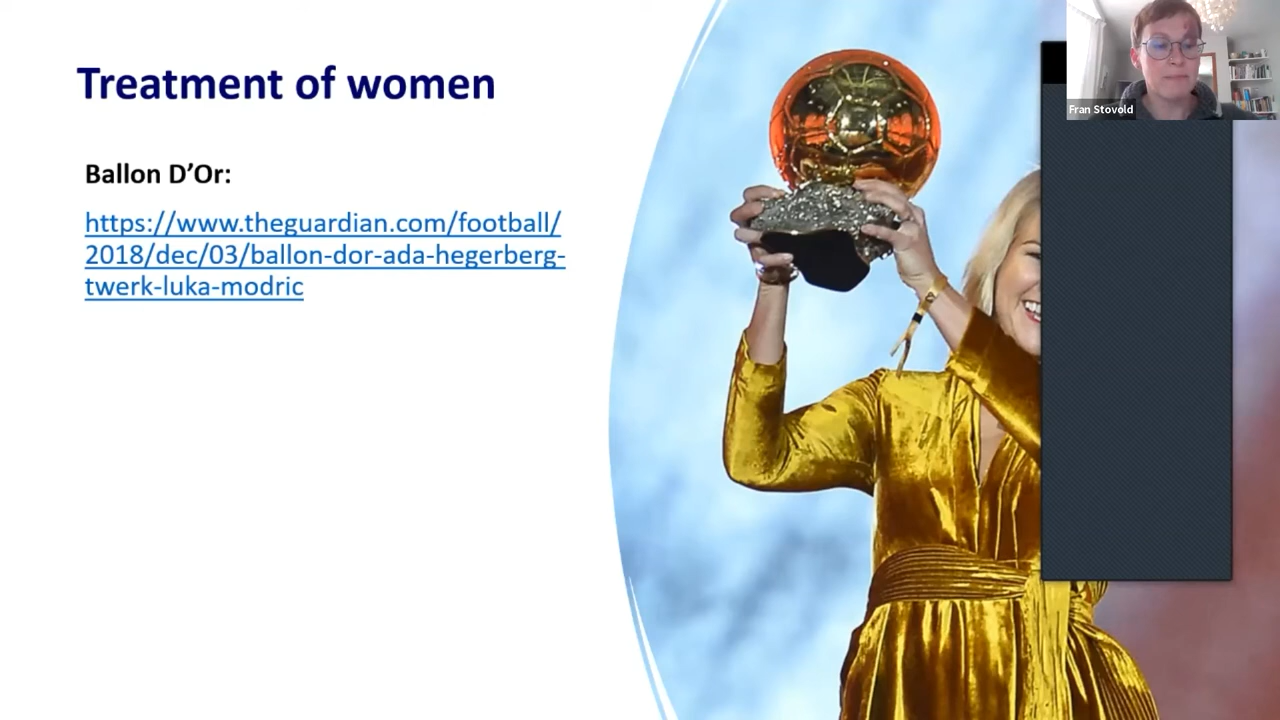 Treatment of women
Ballon D’Or:
https://www.theguardian.com/football/
2018/dec/03/ballon-dor-ada-hegerberg-
twerk-luka-modric
Fran Stovold